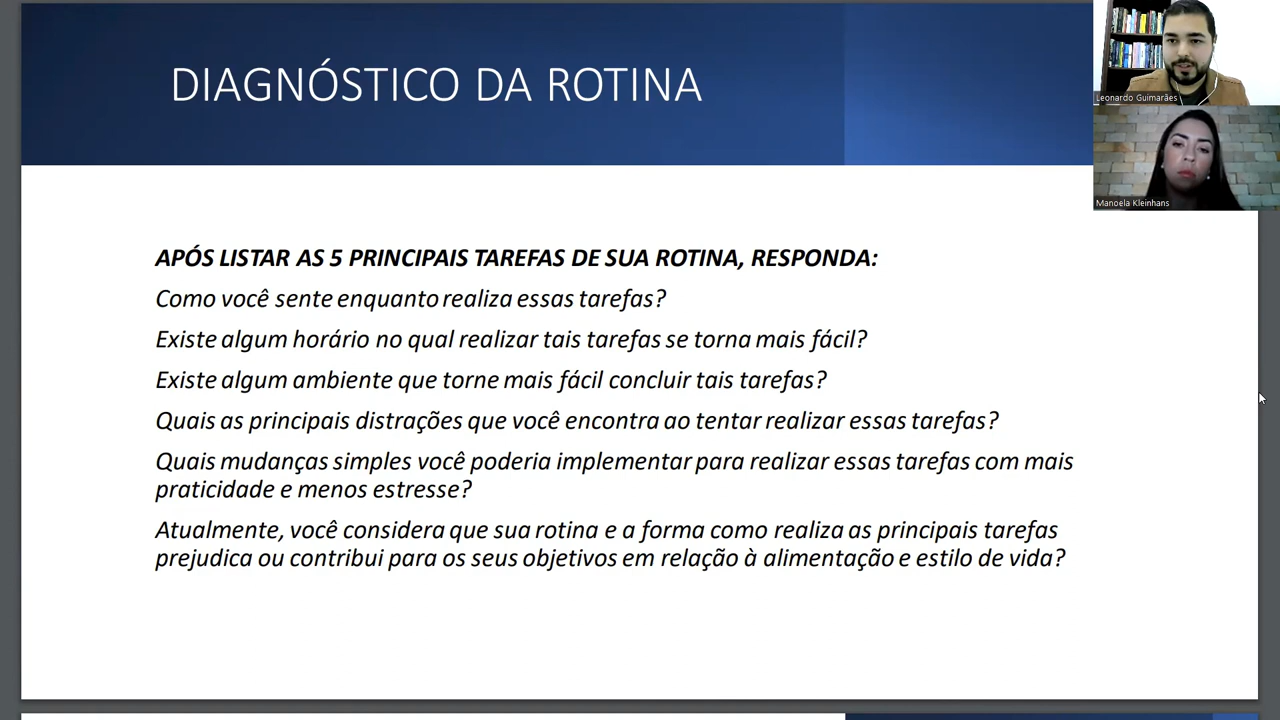 DIAGNÓSTICO DA ROTINA
Leonardo Guimarães
Manoela Kleinhans
APÓS LISTAR AS 5 PRINCIPAIS TAREFAS DE SUA ROTINA, RESPONDA:
Como você sente enquanto realiza essas tarefas?
Existe algum horário no qual realizar tais tarefas se torna mais fácil?
Existe algum ambiente que torne mais fácil concluir tais tarefas?
Quais as principais distrações que você encontra ao tentar realizar essas tarefas?
Quais mudanças simples você poderia implementar para realizar essas tarefas com mais
praticidade e menos estresse?
Atualmente, você considera que sua rotina e a forma como realiza as principais tarefas
prejudica ou contribui para os seus objetivos em relação à alimentação e estilo de vida?